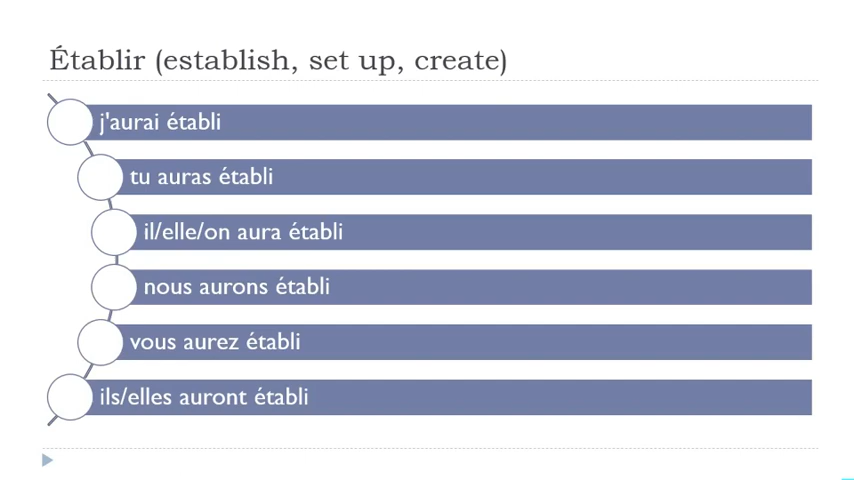 Établir (establish, set up, create)
j'aurai établi
tu auras établi
il/elle/on aura établi
nous aurons établi
vous aurez établi
ils/elles auront établi